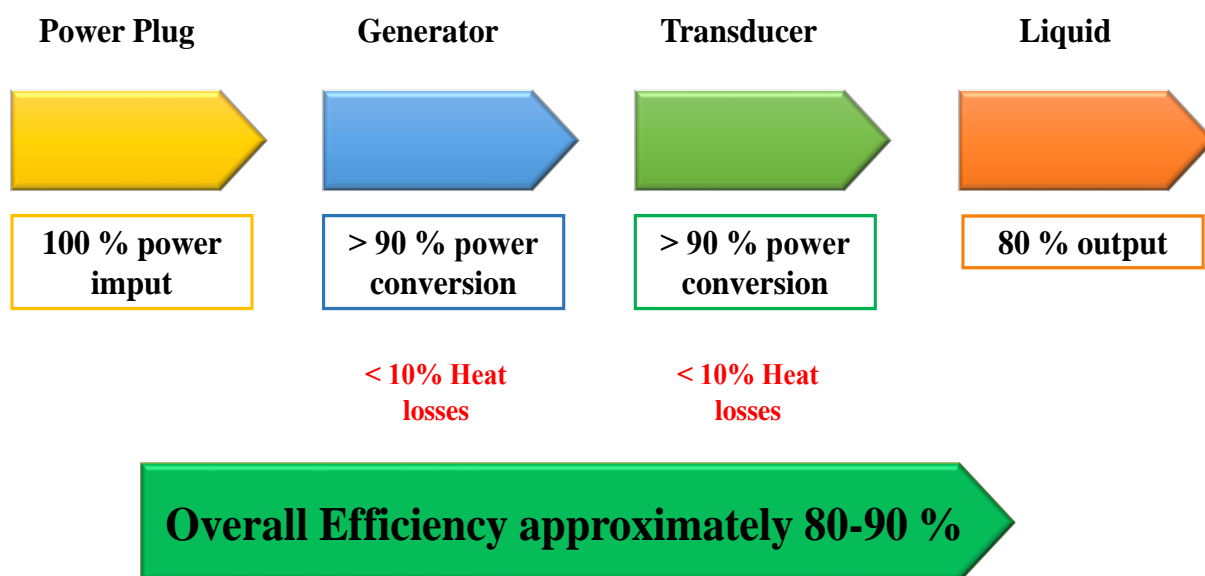 Power Plug
Generator
Transducer
Liquid
100 % power
imput
> 90 % power
conversion
> 90 % power
conversion
80 % output
< 10% Heat
losses
< 10% Heat
losses
Overall Efficiency approximately 80-90 %